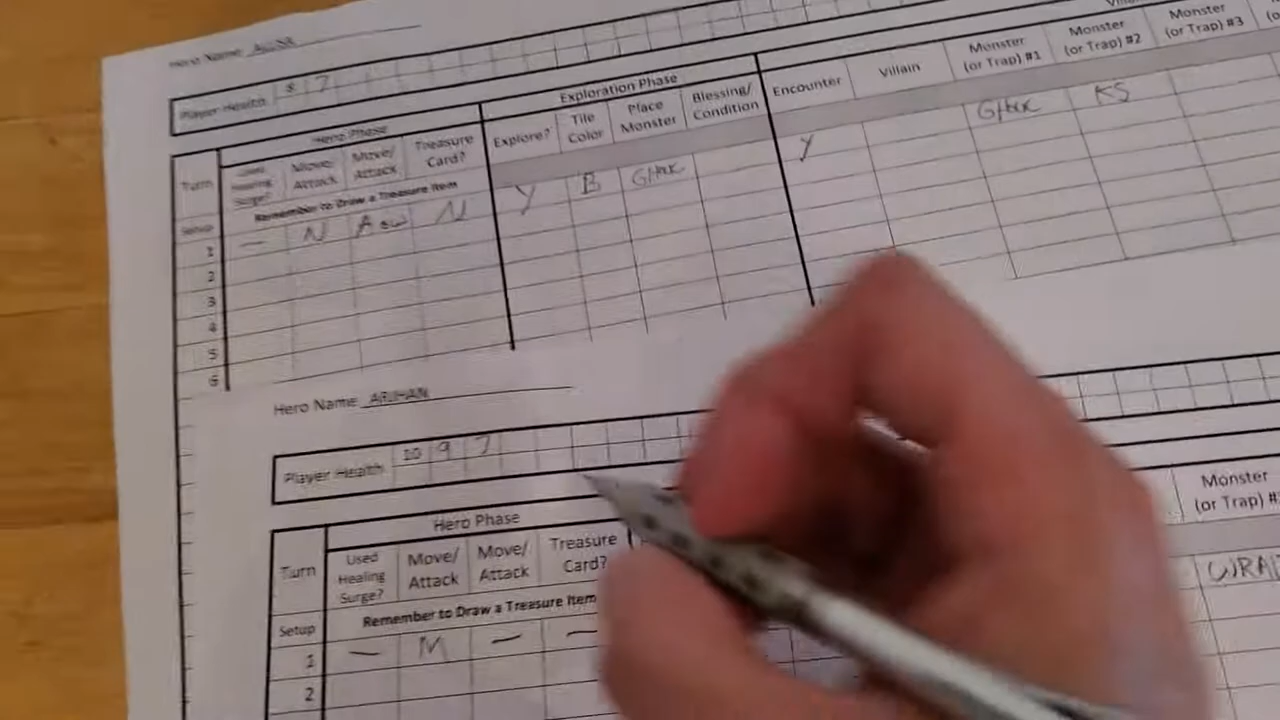 Hero Name
Player Health 8 7
Hero Phase
Exploration Phase
Turn Used Healing Surge? Move/ Attack Move/ Attack Treasure Card? Explore? Tile Color Place Monster Blessing/ Condition Encounter Villain Monster (or Trap) #1 Monster (or Trap) #2 Monster (or Trap) #3
Setup Remember to Draw a Treasure Item KS
1 — N N Y B Y
2
3
4
5
6
Hero Name ARJHAN
Player Health 10 9 7
Hero Phase
Turn Used Healing Surge? Move/ Attack Move/ Attack Treasure Card? Monster (or Trap)
Setup Remember to Draw a Treasure Item
1 — M — —
2